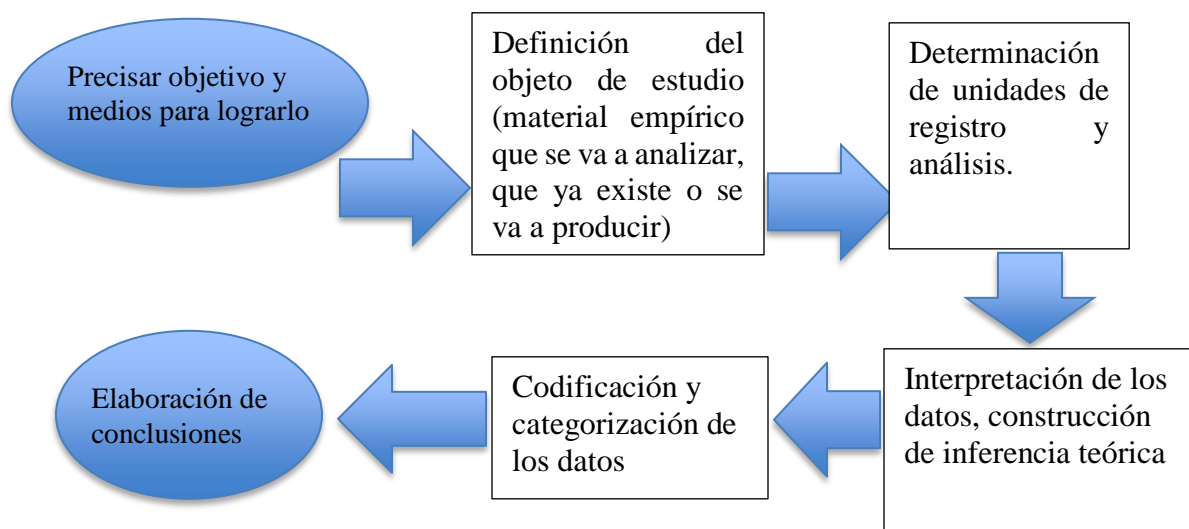 Precisar objetivo y
medios para lograrlo
Definición del
objeto de estudio
(material empírico
que se va a analizar,
que ya existe o se
va a producir)
Determinación
de unidades de
registro y
análisis.
Interpretación de los
datos, construcción
de inferencia teórica
Codificación y
categorización de
los datos
Elaboración de
conclusiones